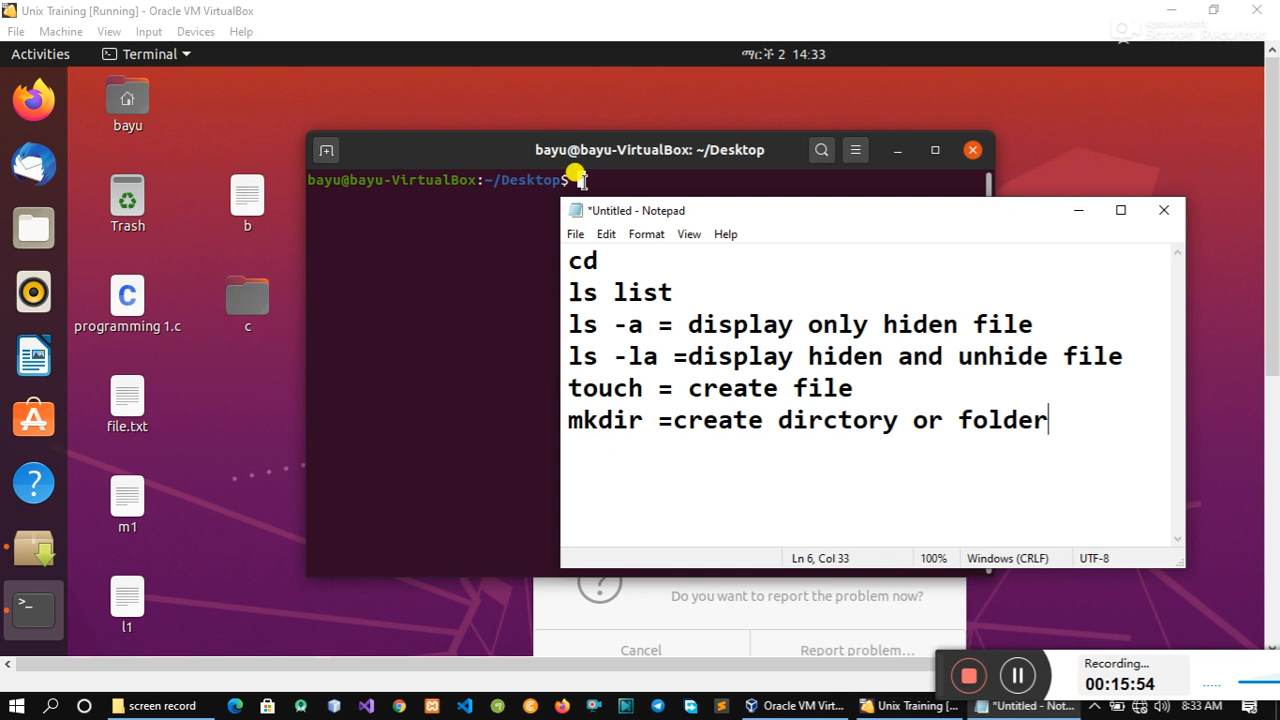 Unix Training [Running] - Oracle VM VirtualBox
File Machine View Input Devices Help
Apowersoft
Screen Recorder
Activities Terminal ማርች 2 14:33
bayu
Trash
b
programming 1.c
c
file.txt
m1
l1
bayu@bayu-VirtualBox: ~/Desktop
bayu@bayu-VirtualBox:~/Desktop$
*Untitled - Notepad
File Edit Format View Help
cd
ls list
ls -a = display only hiden file
ls -la =display hiden and unhide file
touch = create file
mkdir =create dirctory or folder
Ln 6, Col 33 100% Windows (CRLF) UTF-8
Do you want to report the problem now?
Cancel Report problem...
Recording...
00:15:54
screen record
Oracle VM Virt...
Unix Training [...
*Untitled - Not...
8:33 AM